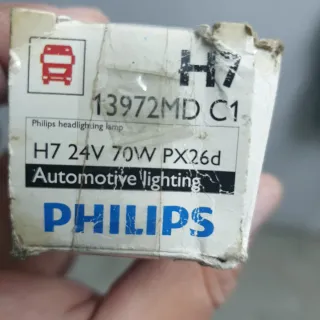 H7
13972MD C1
Philips headlighting lamp
H7 24V 70W PX26d
Automotive lighting
PHILIPS